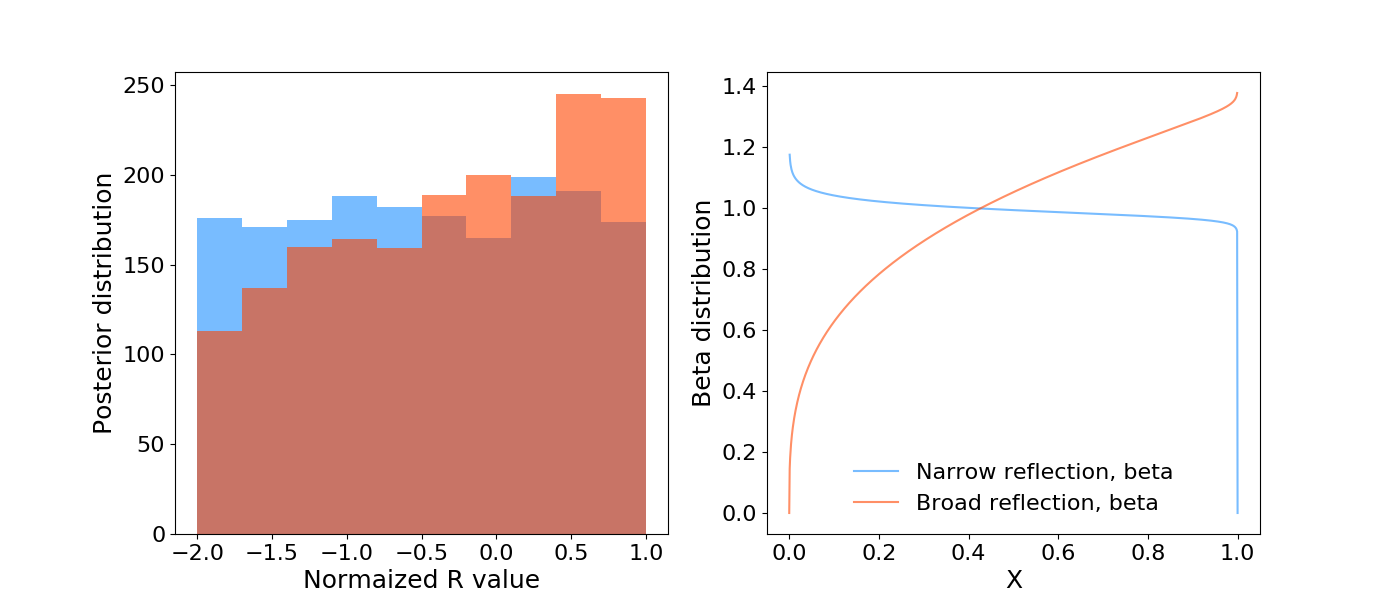 250
200
150
100
50
0
−2.0 −1.5 −1.0 −0.5 0.0 0.5 1.0
Normaized R value
Posterior distribution
1.4
1.2
1.0
0.8
0.6
0.4
0.2
0.0
0.0 0.2 0.4 0.6 0.8 1.0
X
Beta distribution
Narrow reflection, beta
Broad reflection, beta